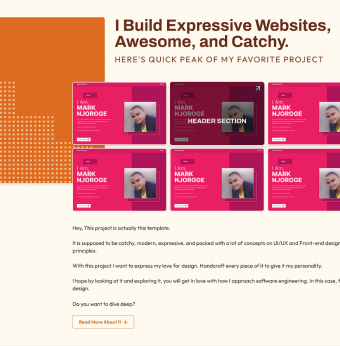 I Build Expressive Websites,
Awesome, and Catchy.
HERE'S QUICK PEAK OF MY FAVORITE PROJECT
I Am,
MARK
NJOROGE
I Am,
MARK
NJOROGE
HEADER SECTION
I Am,
MARK
NJOROGE
I Am,
MARK
NJOROGE
I Am,
MARK
NJOROGE
I Am,
MARK
NJOROGE
Hey, This project is actually this template.
It is supposed to be catchy, modern, expressive, and packed with a lot of concepts on UI/UX and Front-end design
principles.
With this project I want to express my love for design. Handcraft every piece of it to give it my personality.
I hope by looking at it and exploring it, you will get in love with how I approach software engineering. In this case, f
design.
Do you want to dive deep?
Read More About It ↓